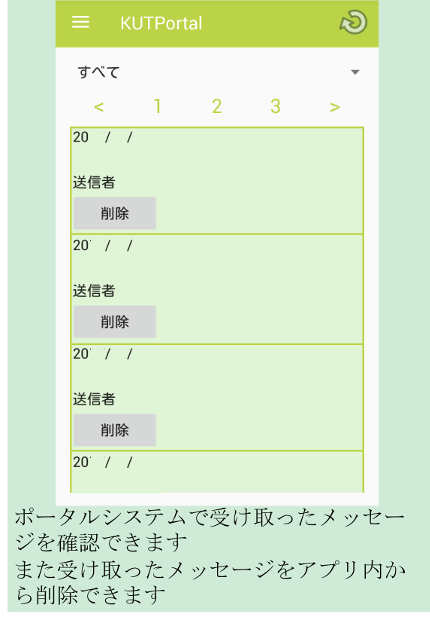 KUTPortal
すべて
< 1 2 3 >
20 / /
送信者
削除
20 / /
送信者
削除
20 / /
送信者
削除
20 / /
ポータルシステムで受け取ったメッセー
ジを確認できます
また受け取ったメッセージをアプリ内か
ら削除できます